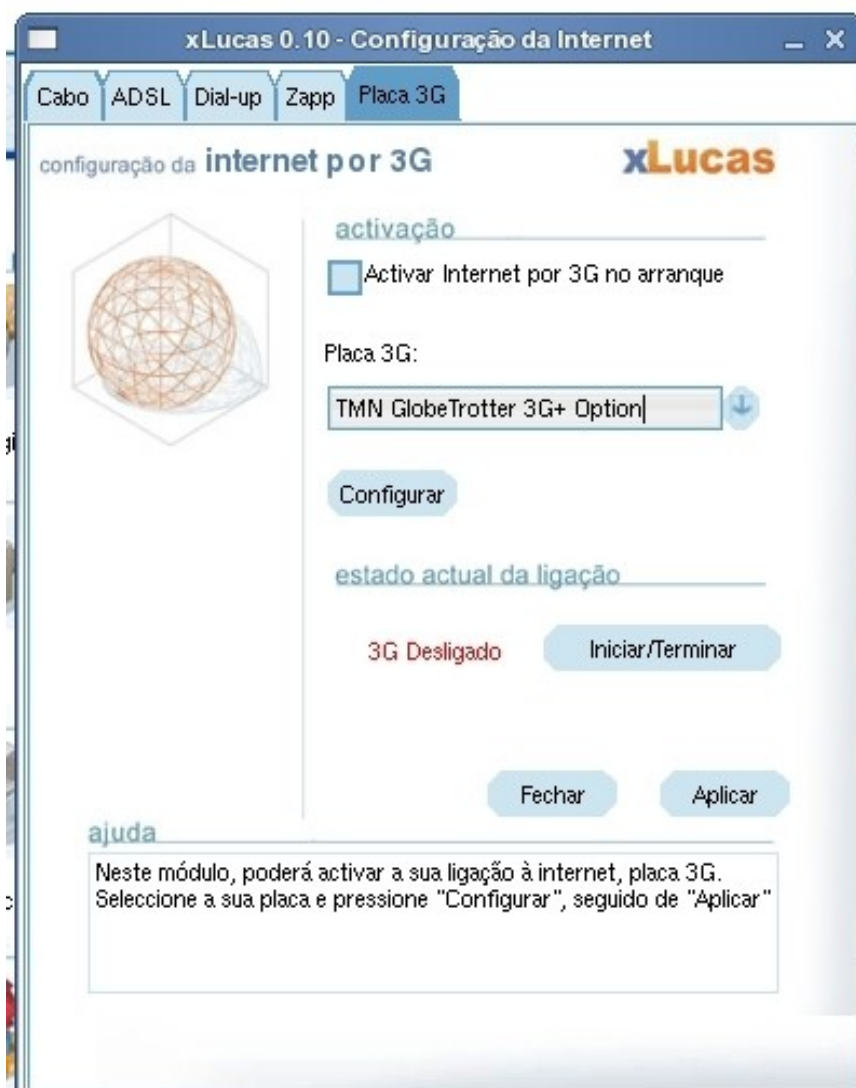 xLucas 0.10 - Configuração da Internet
Cabo ADSL Dial-up Zapp Placa 3G
configuração da internet por 3G xLucas
activação
Activar Internet por 3G no arranque
Placa 3G:
TMN GlobeTrotter 3G+ Option
Configurar
estado actual da ligação
3G Desligado Iniciar/Terminar
Fechar Aplicar
ajuda
Neste módulo, poderá activar a sua ligação à internet, placa 3G.
Seleccione a sua placa e pressione "Configurar", seguido de "Aplicar"